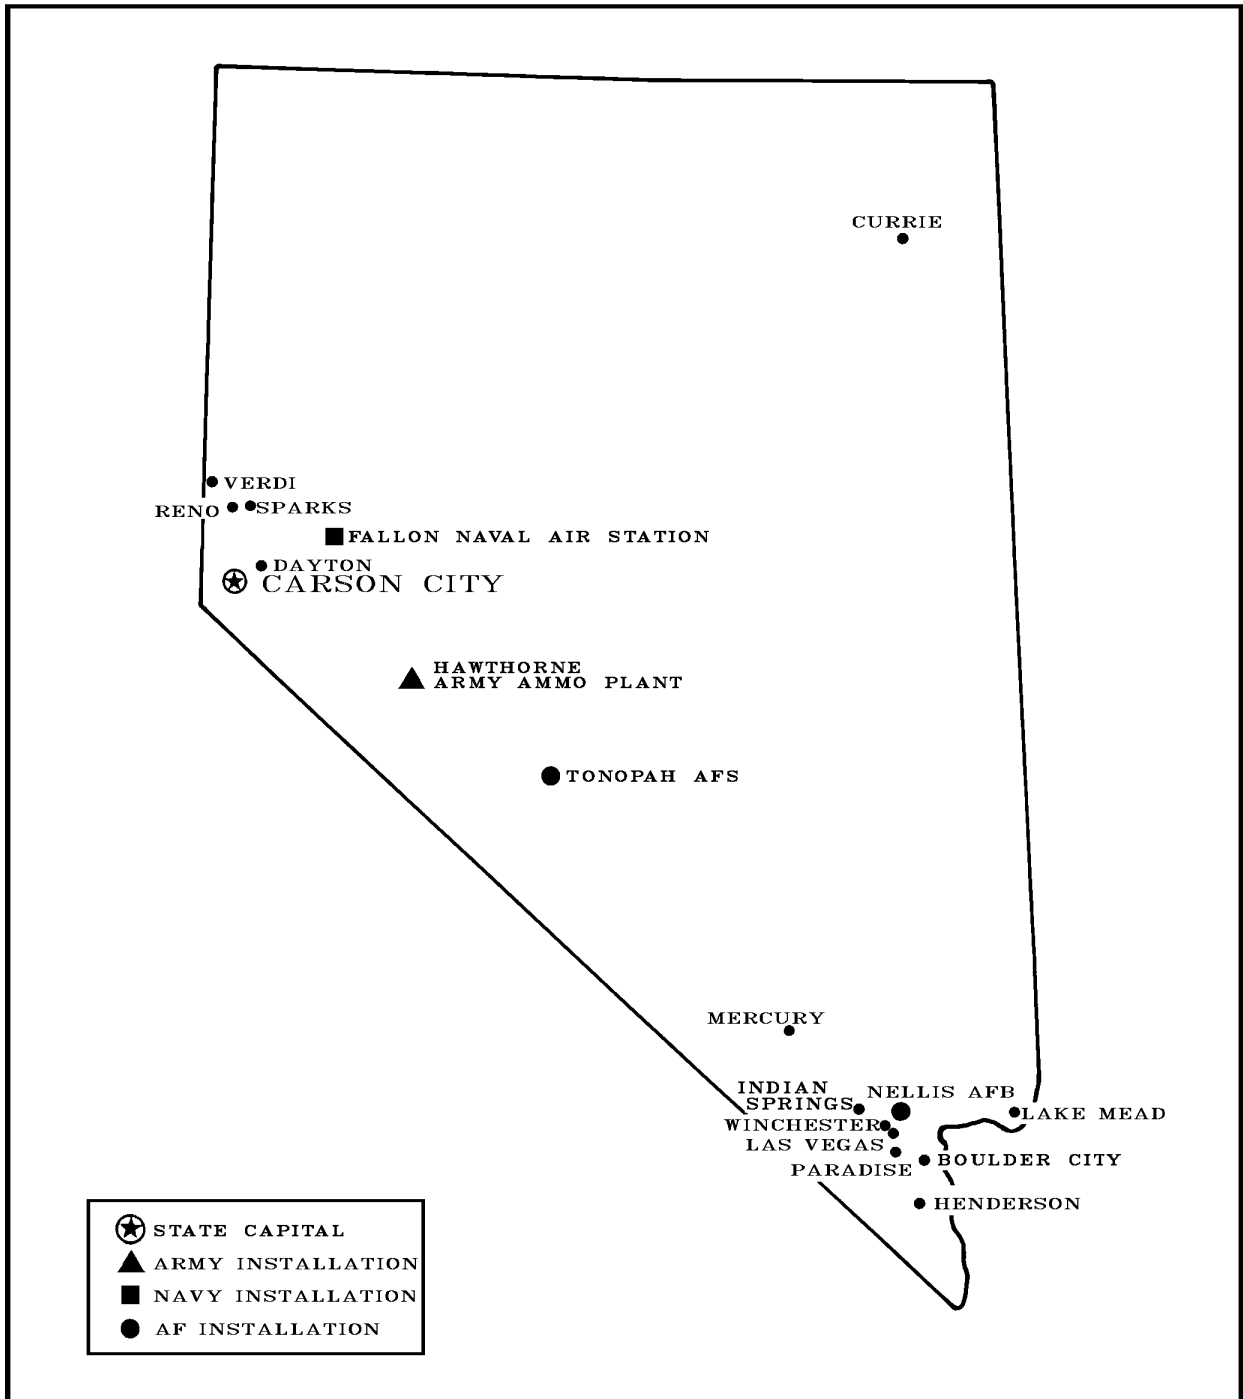 CURRIE
VERDI
RENO
SPARKS
FALLON NAVAL AIR STATION
DAYTON
CARSON CITY
HAWTHORNE
ARMY AMMO PLANT
TONOPAH AFS
MERCURY
INDIAN
SPRINGS
NELLIS AFB
LAKE MEAD
WINCHESTER
LAS VEGAS
PARADISE
BOULDER CITY
HENDERSON
STATE CAPITAL
ARMY INSTALLATION
NAVY INSTALLATION
AF INSTALLATION